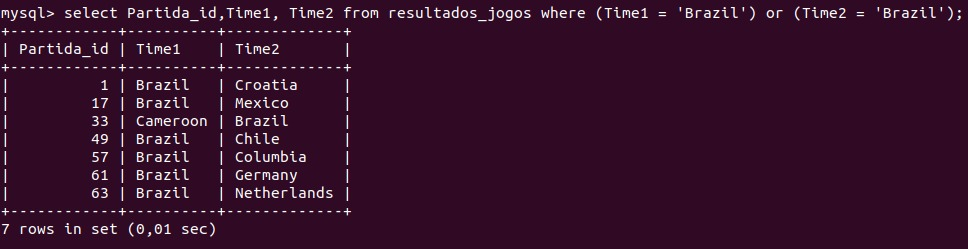 mysql> select Partida_id,Time1, Time2 from resultados_jogos where (Time1 = 'Brazil') or (Time2 = 'Brazil');
+------------+----------+-------------+
| Partida_id | Time1    | Time2       |
+------------+----------+-------------+
|          1 | Brazil   | Croatia     |
|         17 | Brazil   | Mexico      |
|         33 | Cameroon | Brazil      |
|         49 | Brazil   | Chile       |
|         57 | Brazil   | Columbia    |
|         61 | Brazil   | Germany     |
|         63 | Brazil   | Netherlands |
+------------+----------+-------------+
7 rows in set (0,01 sec)